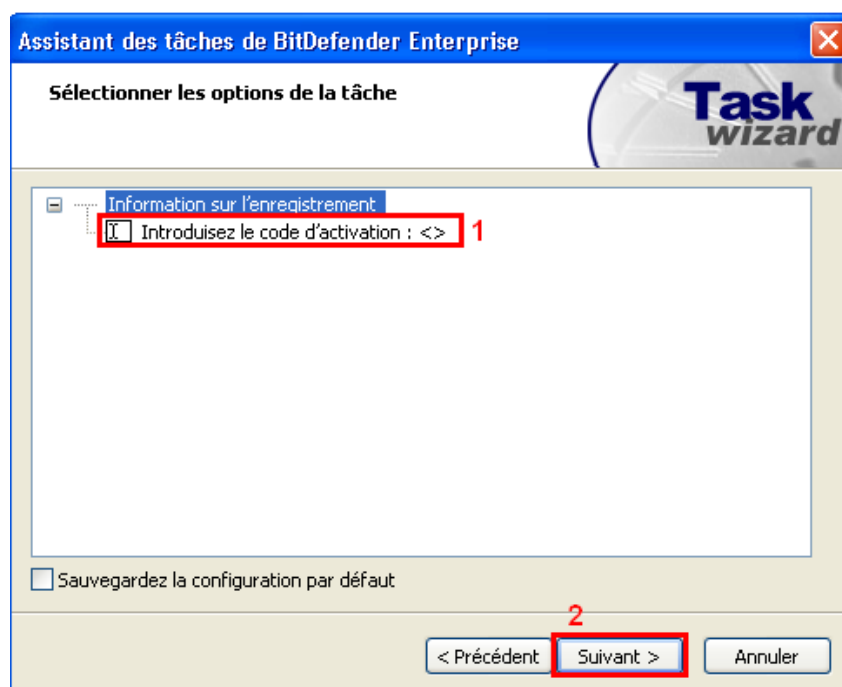 Assistant des tâches de BitDefender Enterprise
Sélectionner les options de la tâche
Task
wizard
Information sur l'enregistrement
Introduisez le code d'activation : <>
1
Sauvegardez la configuration par défaut
2
< Précédent
Suivant >
Annuler